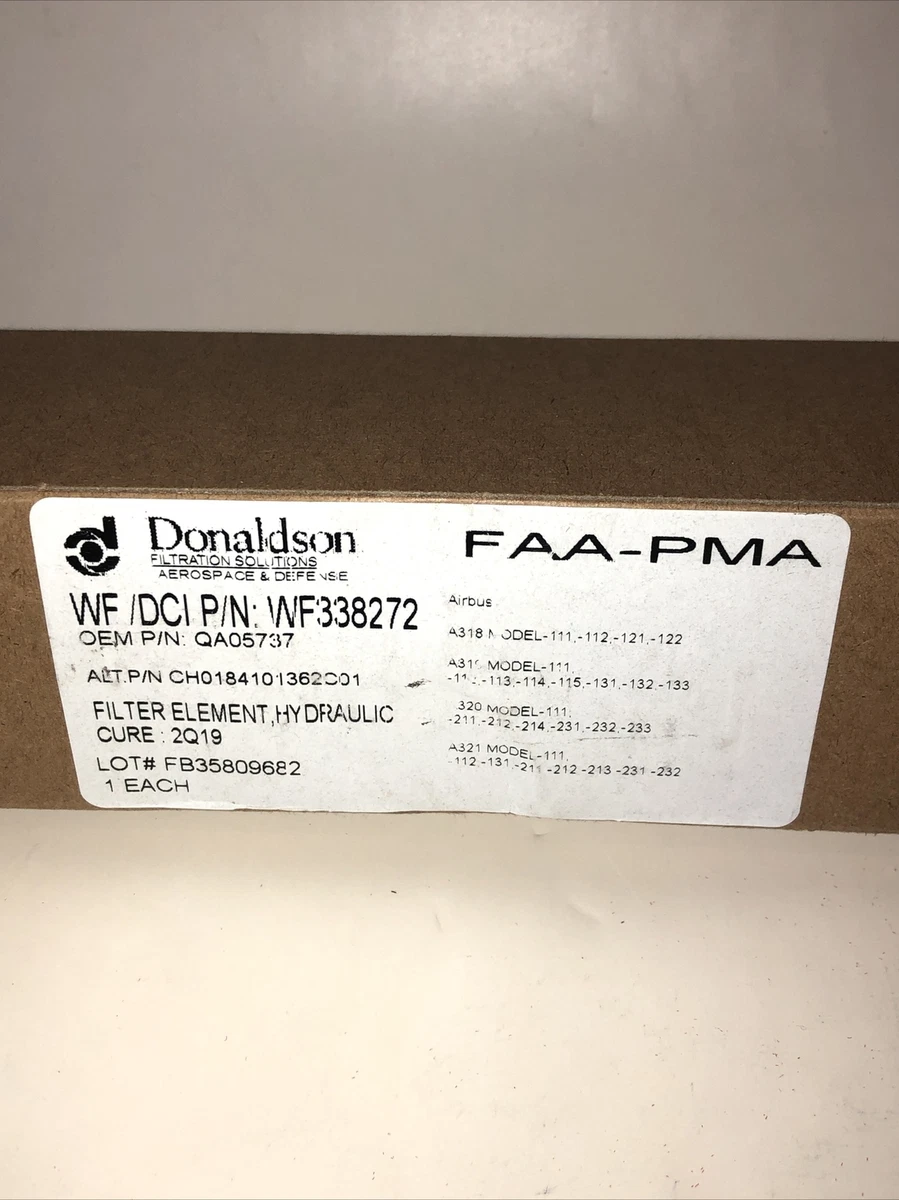 Donaldson
FILTRATION SOLUTIONS
AEROSPACE & DEFENSE
WF /DCI P/N: WF338272
OEM P/N: QA05737
ALT.P/N CH0184101362C01
FILTER ELEMENT,HYDRAULIC
CURE : 2Q19
LOT# FB35809682
1 EACH
FAA-PMA
Airbus
A318 MODEL-111,-112,-121,-122
MODEL-111,
-113,-114,-115,-131,-132,-133
A320 MODEL-111,
-211,-212,-214,-231,-232,-233
A321 MODEL-111,
-112,-131,-211,-212,-213,-231,-232